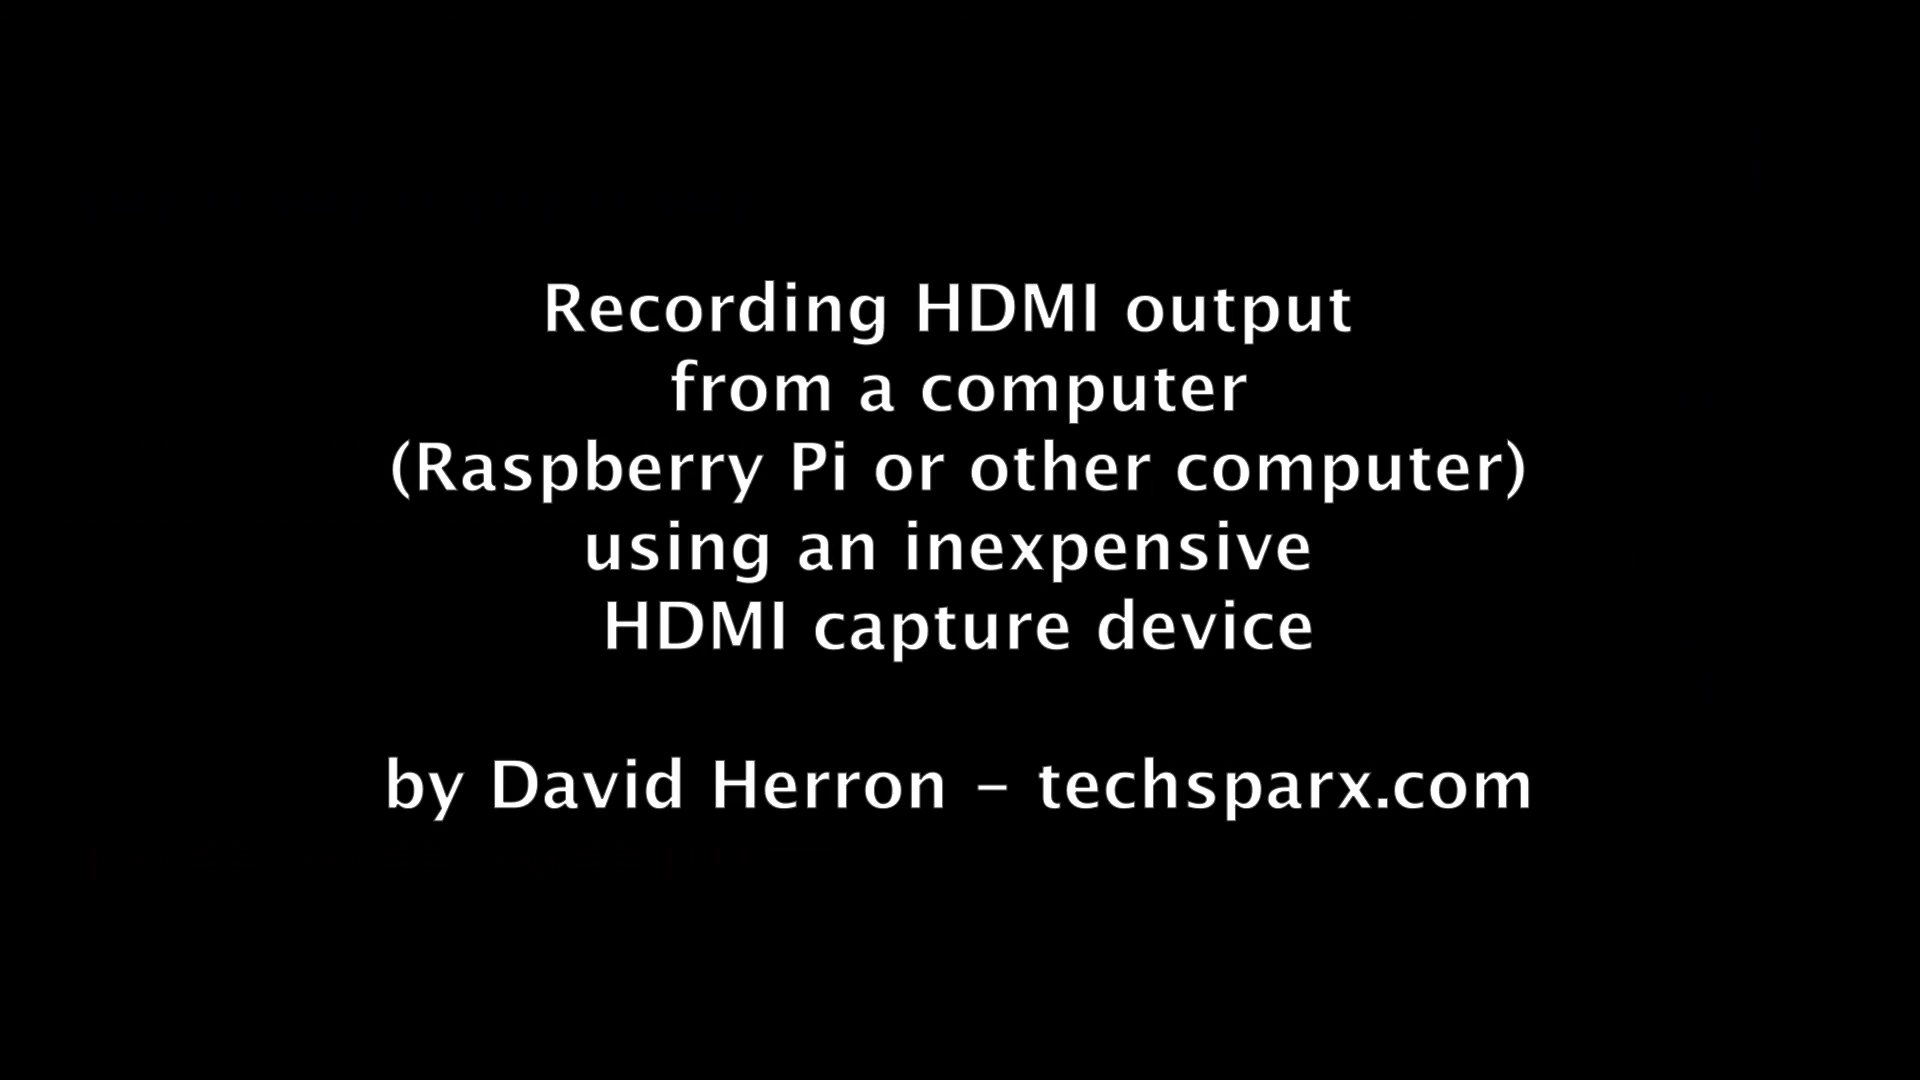 Recording HDMI output
from a computer
(Raspberry Pi or other computer)
using an inexpensive
HDMI capture device
by David Herron - techsparx.com